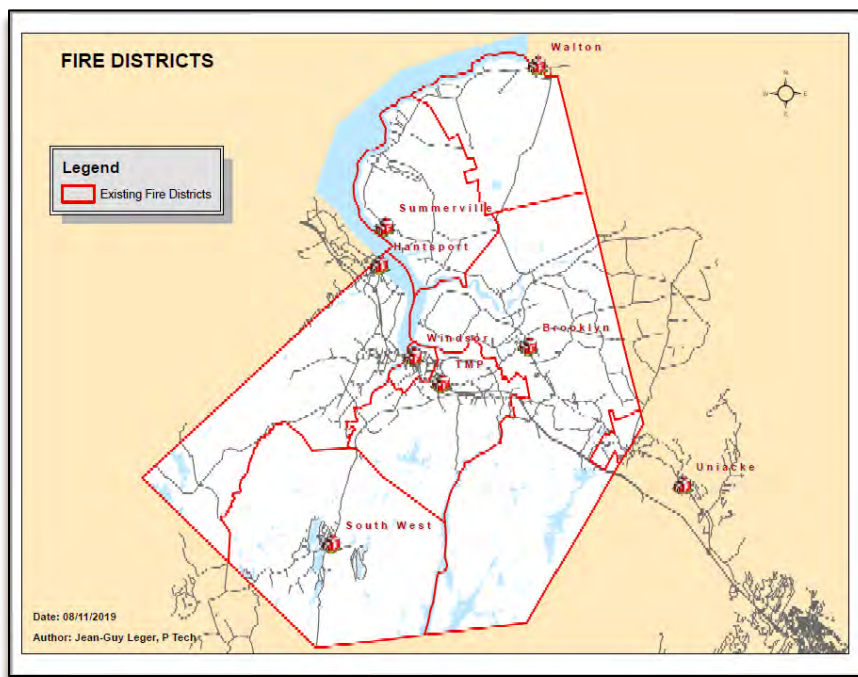 FIRE DISTRICTS
Walton
N
W E
S
Legend
Existing Fire Districts
Summerville
Hantsport
Windsor
Brooklyn
TMP
Uniacke
South West
Date: 08/11/2019
Author: Jean-Guy Leger, P Tech